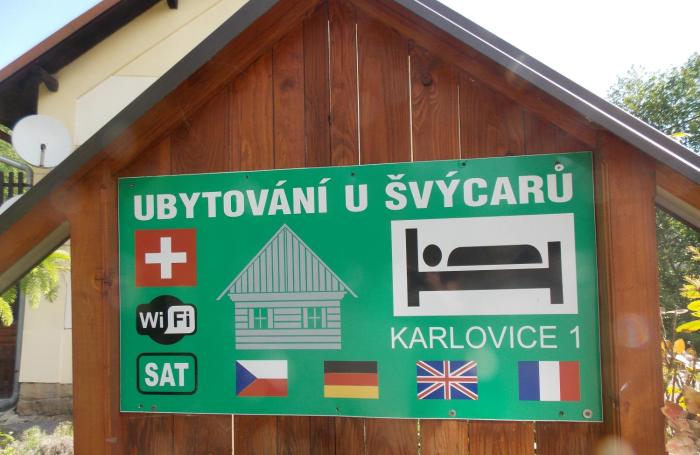 UBYTOVÁNÍ U ŠVÝCARŮ
WiFi
KARLOVICE 1
SAT